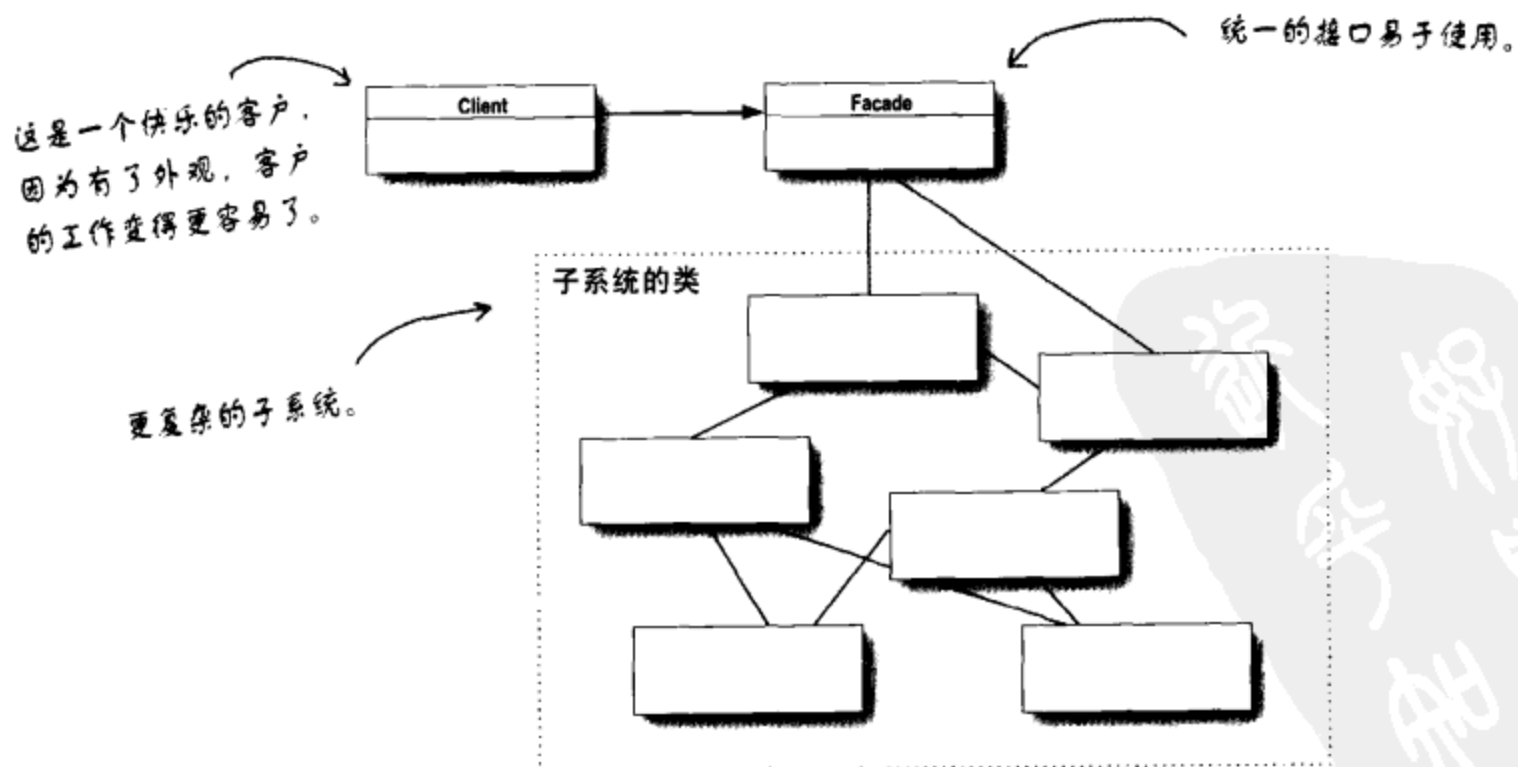 统一的接口易于使用。
Client
Facade
这是一个快乐的客户，
因为有了外观，客户
的工作变得更容易了。
子系统的类
更复杂的子系统。